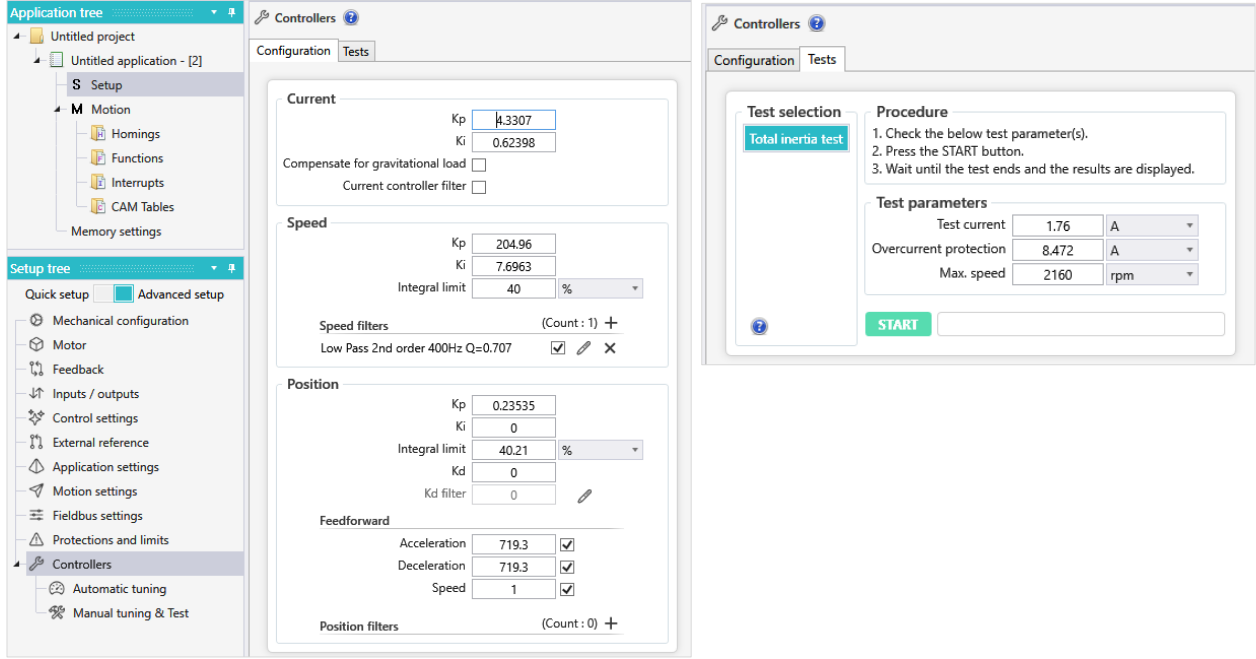 Application tree
Untitled project
Untitled application - [2]
S Setup
M Motion
Homings
Functions
Interrupts
CAM Tables
Memory settings
Setup tree
Quick setup Advanced setup
Mechanical configuration
Motor
Feedback
Inputs / outputs
Control settings
External reference
Application settings
Motion settings
Fieldbus settings
Protections and limits
Controllers
Automatic tuning
Manual tuning & Test
Controllers
Configuration Tests
Current
Kp 4.3307
Ki 0.62398
Compensate for gravitational load
Current controller filter
Speed
Kp 204.96
Ki 7.6963
Integral limit 40 %
Speed filters (Count : 1) +
Low Pass 2nd order 400Hz Q=0.707
Position
Kp 0.23535
Ki 0
Integral limit 40.21 %
Kd 0
Kd filter 0
Feedforward
Acceleration 719.3
Deceleration 719.3
Speed 1
Position filters (Count : 0) +
Controllers
Configuration Tests
Test selection
Total inertia test
Procedure
1. Check the below test parameter(s).
2. Press the START button.
3. Wait until the test ends and the results are displayed.
Test parameters
Test current 1.76 A
Overcurrent protection 8.472 A
Max. speed 2160 rpm
START